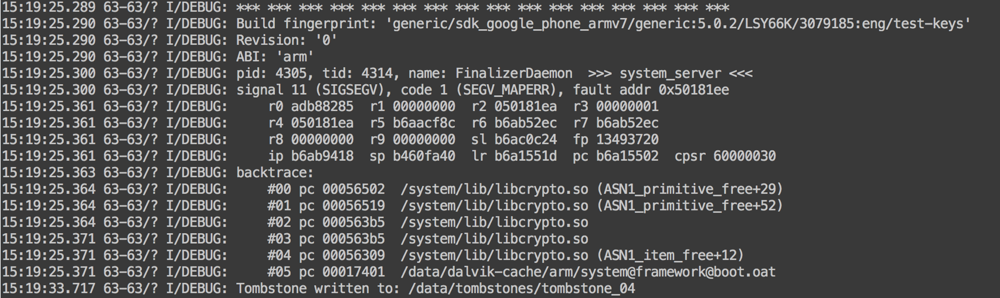 15:19:25.289 63-63/? I/DEBUG: *** *** *** *** *** *** *** *** *** *** *** *** *** *** *** ***
15:19:25.290 63-63/? I/DEBUG: Build fingerprint: 'generic/sdk_google_phone_armv7/generic:5.0.2/LSY66K/3079185:eng/test-keys'
15:19:25.290 63-63/? I/DEBUG: Revision: '0'
15:19:25.290 63-63/? I/DEBUG: ABI: 'arm'
15:19:25.300 63-63/? I/DEBUG: pid: 4305, tid: 4314, name: FinalizerDaemon  >>> system_server <<<
15:19:25.300 63-63/? I/DEBUG: signal 11 (SIGSEGV), code 1 (SEGV_MAPERR), fault addr 0x50181ee
15:19:25.361 63-63/? I/DEBUG:     r0 adb88285  r1 00000000  r2 050181ea  r3 00000001
15:19:25.361 63-63/? I/DEBUG:     r4 050181ea  r5 b6aacf8c  r6 b6ab52ec  r7 b6ab52ec
15:19:25.361 63-63/? I/DEBUG:     r8 00000000  r9 00000000  sl b6ac0c24  fp 13493720
15:19:25.361 63-63/? I/DEBUG:     ip b6ab9418  sp b460fa40  lr b6a1551d  pc b6a15502  cpsr 60000030
15:19:25.363 63-63/? I/DEBUG: backtrace:
15:19:25.364 63-63/? I/DEBUG:     #00 pc 00056502  /system/lib/libcrypto.so (ASN1_primitive_free+29)
15:19:25.364 63-63/? I/DEBUG:     #01 pc 00056519  /system/lib/libcrypto.so (ASN1_primitive_free+52)
15:19:25.364 63-63/? I/DEBUG:     #02 pc 000563b5  /system/lib/libcrypto.so
15:19:25.371 63-63/? I/DEBUG:     #03 pc 000563b5  /system/lib/libcrypto.so
15:19:25.371 63-63/? I/DEBUG:     #04 pc 00056309  /system/lib/libcrypto.so (ASN1_item_free+12)
15:19:25.371 63-63/? I/DEBUG:     #05 pc 00017401  /data/dalvik-cache/arm/system@framework@boot.oat
15:19:33.717 63-63/? I/DEBUG: Tombstone written to: /data/tombstones/tombstone_04